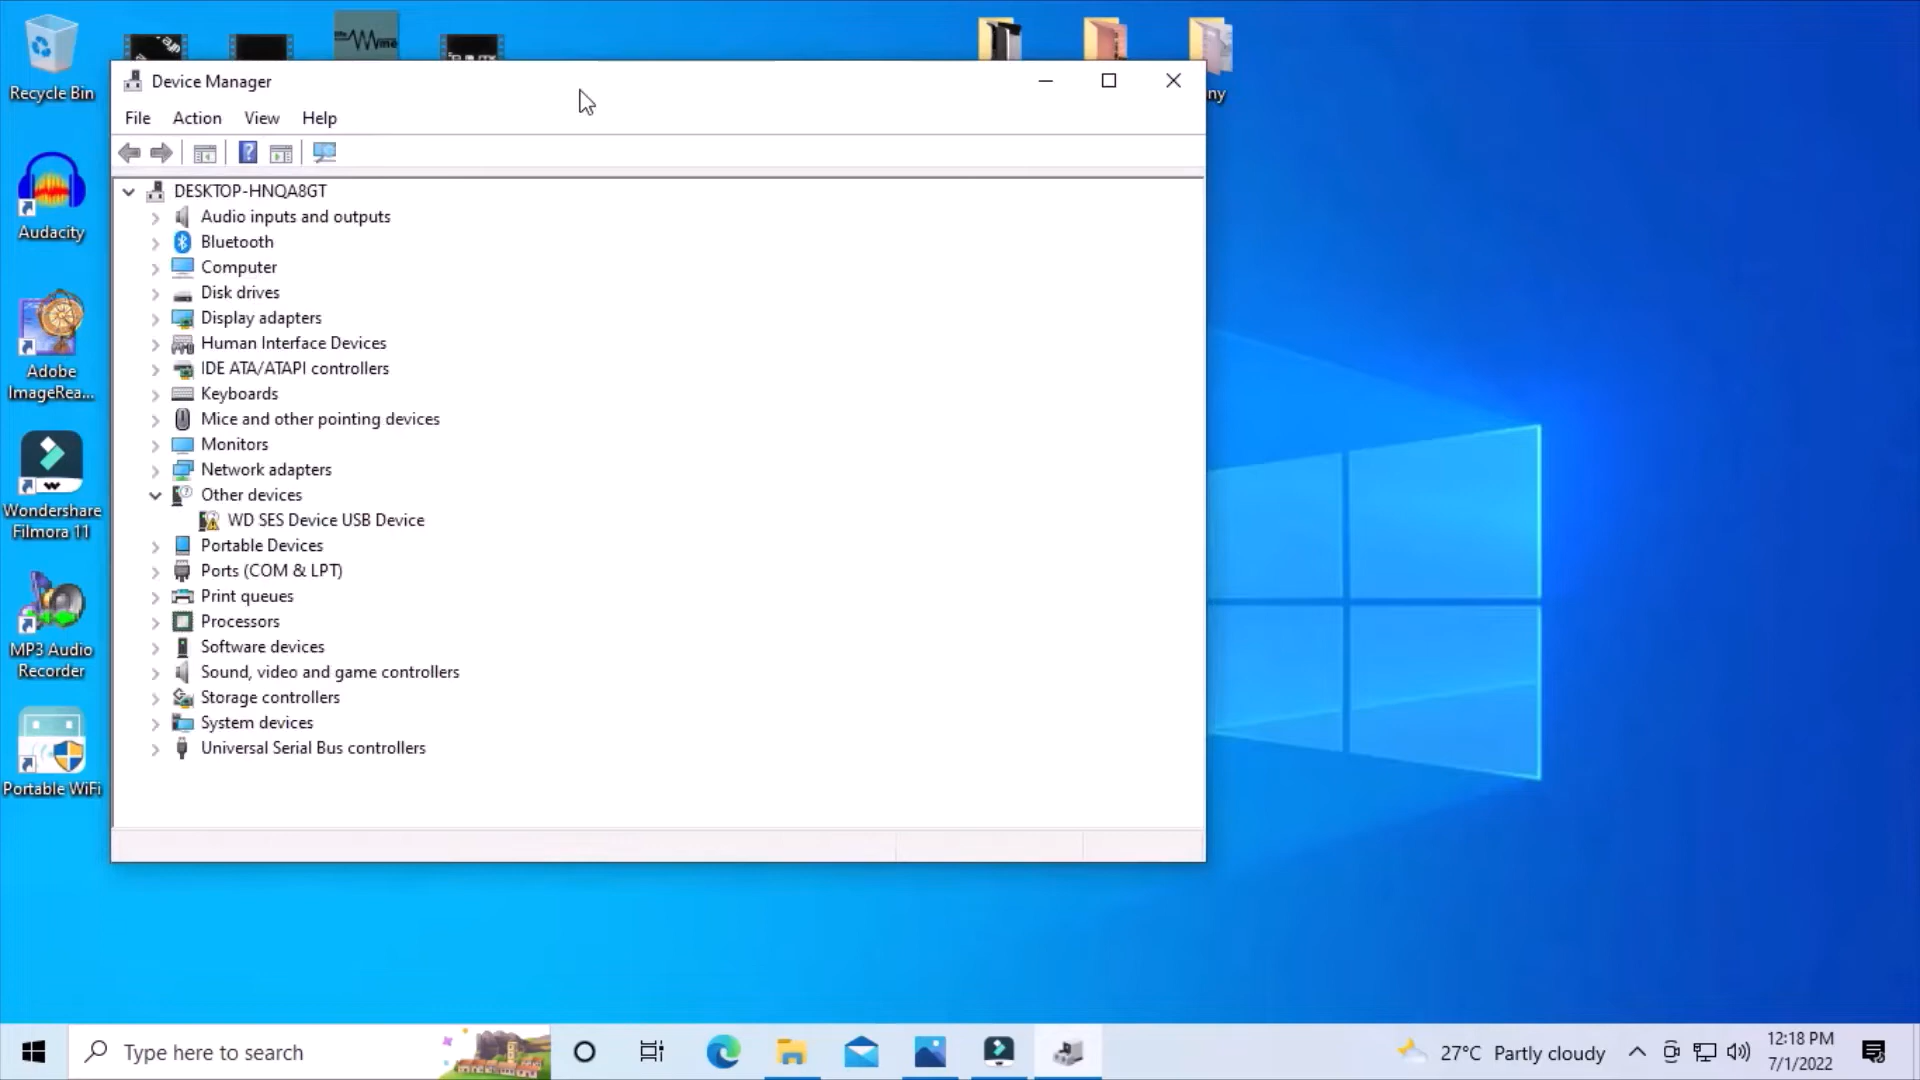 Recycle Bin
Audacity
Adobe
ImageRea...
Wondershare
Filmora 11
MP3 Audio
Recorder
Portable WiFi
ny
Device Manager
File Action View Help
DESKTOP-HNQA8GT
Audio inputs and outputs
Bluetooth
Computer
Disk drives
Display adapters
Human Interface Devices
IDE ATA/ATAPI controllers
Keyboards
Mice and other pointing devices
Monitors
Network adapters
Other devices
WD SES Device USB Device
Portable Devices
Ports (COM & LPT)
Print queues
Processors
Software devices
Sound, video and game controllers
Storage controllers
System devices
Universal Serial Bus controllers
Type here to search
27°C Partly cloudy
12:18 PM
7/1/2022